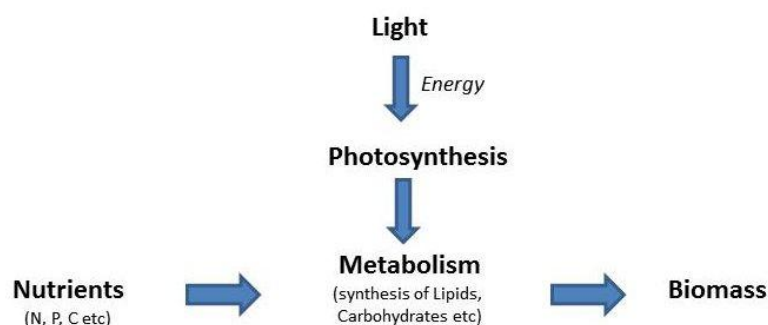 Light
Energy
Photosynthesis
Metabolism
(synthesis of Lipids,
Carbohydrates etc)
Nutrients
(N, P, C etc)
Biomass